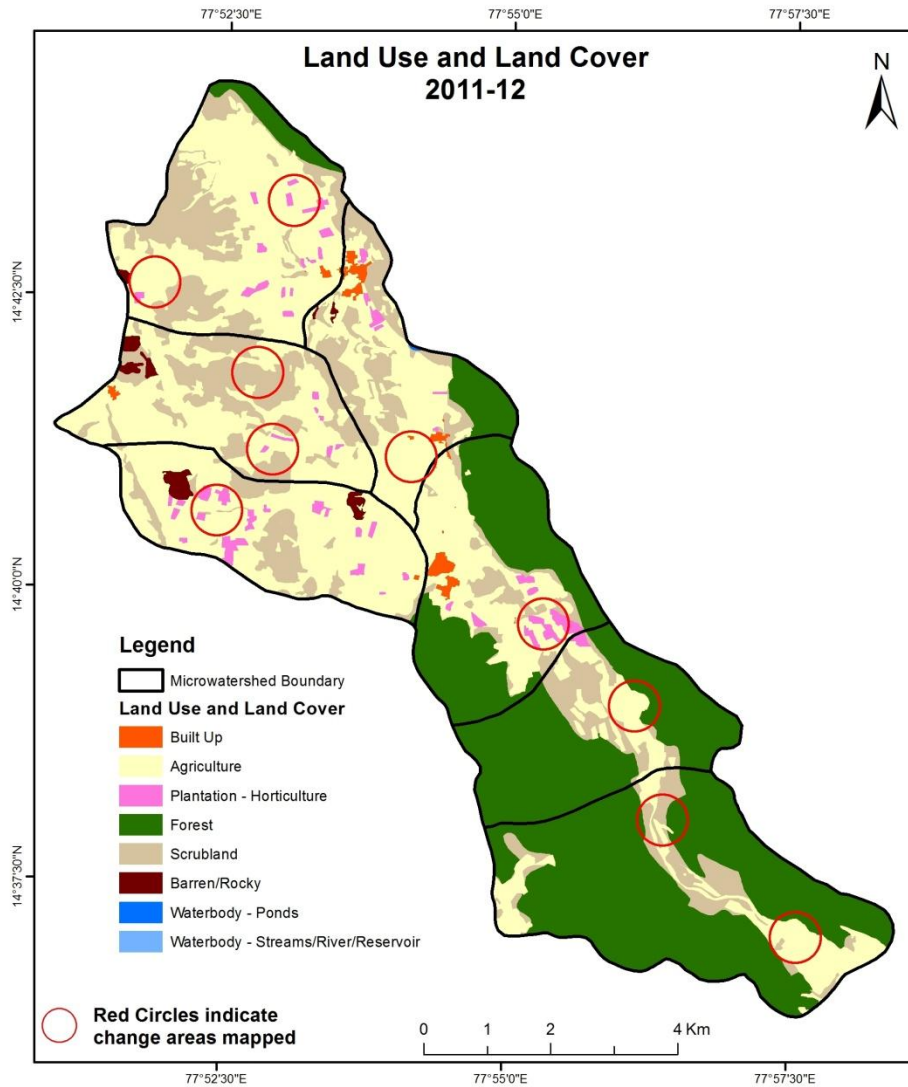 77°52'30"E
77°55'0"E
77°57'30"E
Land Use and Land Cover
2011-12
N
14°42'30"N
14°42'30"N
14°40'0"N
14°37'30"N
Legend
Microwatershed Boundary
Land Use and Land Cover
Built Up
Agriculture
Plantation - Horticulture
Forest
Scrubland
Barren/Rocky
Waterbody - Ponds
Waterbody - Streams/River/Reservoir
Red Circles indicate
change areas mapped
0 1 2 4 Km
77°52'30"E
77°55'0"E
77°57'30"E